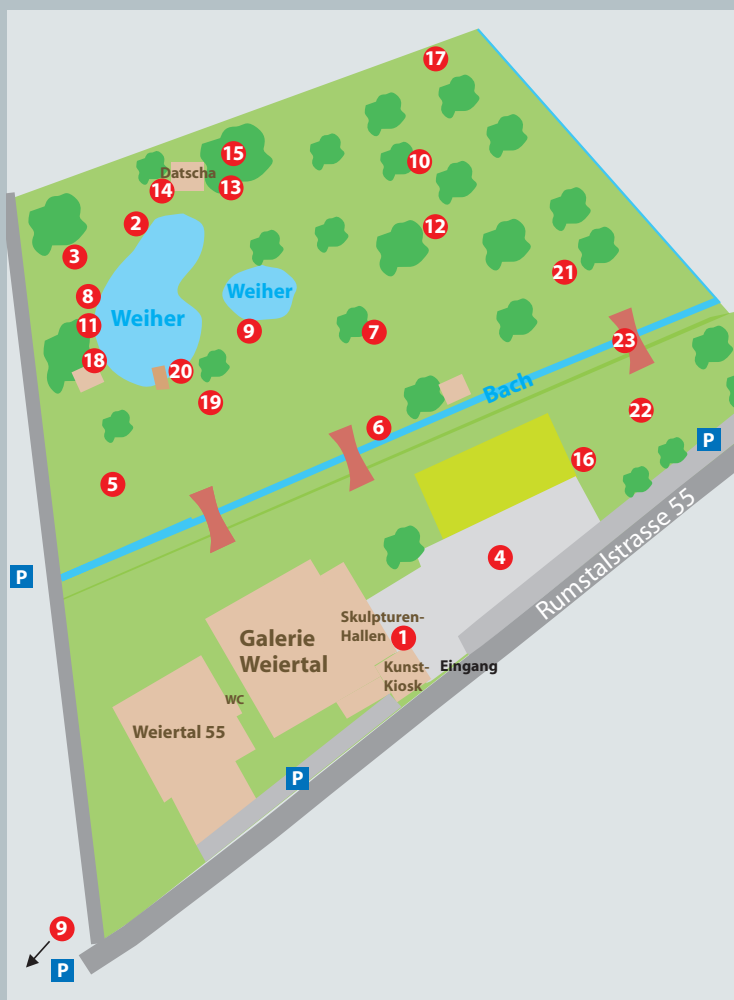 17
15
10
Datscha
14
13
2
12
3
21
8
Weiher
11
Weiher
9
7
23
18
20
Bach
19
22
6
P
16
5
4
P
Rumstalstrasse 55
Skulpturen-
Hallen
1
Galerie
Weiertal
Kunst-
Kiosk
Eingang
WC
Weiertal 55
P
9
P